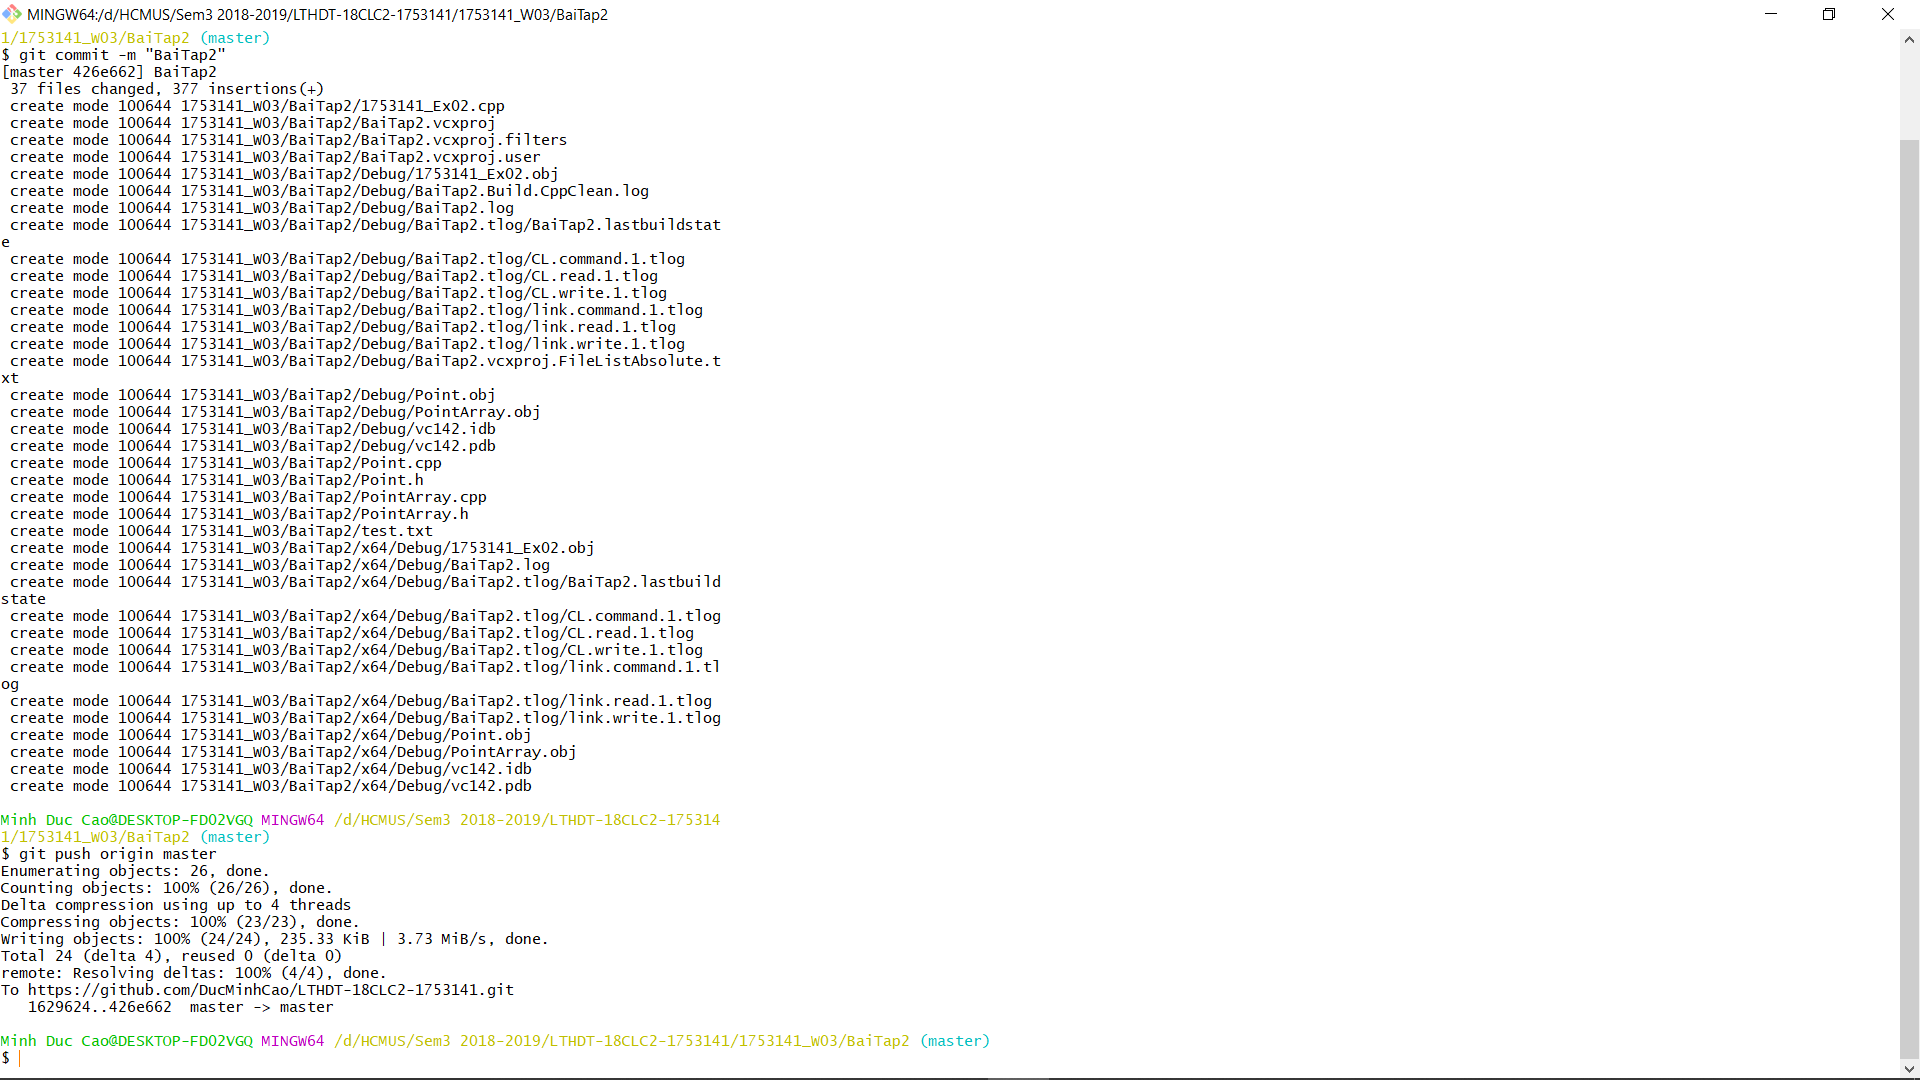 MINGW64:/d/HCMUS/Sem3 2018-2019/LTHDT-18CLC2-1753141/1753141_W03/BaiTap2
1/1753141_W03/BaiTap2 (master)
$ git commit -m "BaiTap2"
[master 426e662] BaiTap2
 37 files changed, 377 insertions(+)
 create mode 100644 1753141_W03/BaiTap2/1753141_Ex02.cpp
 create mode 100644 1753141_W03/BaiTap2/BaiTap2.vcxproj
 create mode 100644 1753141_W03/BaiTap2/BaiTap2.vcxproj.filters
 create mode 100644 1753141_W03/BaiTap2/BaiTap2.vcxproj.user
 create mode 100644 1753141_W03/BaiTap2/Debug/1753141_Ex02.obj
 create mode 100644 1753141_W03/BaiTap2/Debug/BaiTap2.Build.CppClean.log
 create mode 100644 1753141_W03/BaiTap2/Debug/BaiTap2.log
 create mode 100644 1753141_W03/BaiTap2/Debug/BaiTap2.tlog/BaiTap2.lastbuildstat
e
 create mode 100644 1753141_W03/BaiTap2/Debug/BaiTap2.tlog/CL.command.1.tlog
 create mode 100644 1753141_W03/BaiTap2/Debug/BaiTap2.tlog/CL.read.1.tlog
 create mode 100644 1753141_W03/BaiTap2/Debug/BaiTap2.tlog/CL.write.1.tlog
 create mode 100644 1753141_W03/BaiTap2/Debug/BaiTap2.tlog/link.command.1.tlog
 create mode 100644 1753141_W03/BaiTap2/Debug/BaiTap2.tlog/link.read.1.tlog
 create mode 100644 1753141_W03/BaiTap2/Debug/BaiTap2.tlog/link.write.1.tlog
 create mode 100644 1753141_W03/BaiTap2/Debug/BaiTap2.vcxproj.FileListAbsolute.t
xt
 create mode 100644 1753141_W03/BaiTap2/Debug/Point.obj
 create mode 100644 1753141_W03/BaiTap2/Debug/PointArray.obj
 create mode 100644 1753141_W03/BaiTap2/Debug/vc142.idb
 create mode 100644 1753141_W03/BaiTap2/Debug/vc142.pdb
 create mode 100644 1753141_W03/BaiTap2/Point.cpp
 create mode 100644 1753141_W03/BaiTap2/Point.h
 create mode 100644 1753141_W03/BaiTap2/PointArray.cpp
 create mode 100644 1753141_W03/BaiTap2/PointArray.h
 create mode 100644 1753141_W03/BaiTap2/test.txt
 create mode 100644 1753141_W03/BaiTap2/x64/Debug/1753141_Ex02.obj
 create mode 100644 1753141_W03/BaiTap2/x64/Debug/BaiTap2.log
 create mode 100644 1753141_W03/BaiTap2/x64/Debug/BaiTap2.tlog/BaiTap2.lastbuild
state
 create mode 100644 1753141_W03/BaiTap2/x64/Debug/BaiTap2.tlog/CL.command.1.tlog
 create mode 100644 1753141_W03/BaiTap2/x64/Debug/BaiTap2.tlog/CL.read.1.tlog
 create mode 100644 1753141_W03/BaiTap2/x64/Debug/BaiTap2.tlog/CL.write.1.tlog
 create mode 100644 1753141_W03/BaiTap2/x64/Debug/BaiTap2.tlog/link.command.1.tl
og
 create mode 100644 1753141_W03/BaiTap2/x64/Debug/BaiTap2.tlog/link.read.1.tlog
 create mode 100644 1753141_W03/BaiTap2/x64/Debug/BaiTap2.tlog/link.write.1.tlog
 create mode 100644 1753141_W03/BaiTap2/x64/Debug/Point.obj
 create mode 100644 1753141_W03/BaiTap2/x64/Debug/PointArray.obj
 create mode 100644 1753141_W03/BaiTap2/x64/Debug/vc142.idb
 create mode 100644 1753141_W03/BaiTap2/x64/Debug/vc142.pdb
Minh Duc Cao@DESKTOP-FD02VGQ MINGW64 /d/HCMUS/Sem3 2018-2019/LTHDT-18CLC2-175314
1/1753141_W03/BaiTap2 (master)
$ git push origin master
Enumerating objects: 26, done.
Counting objects: 100% (26/26), done.
Delta compression using up to 4 threads
Compressing objects: 100% (23/23), done.
Writing objects: 100% (24/24), 235.33 KiB | 3.73 MiB/s, done.
Total 24 (delta 4), reused 0 (delta 0)
remote: Resolving deltas: 100% (4/4), done.
To https://github.com/DucMinhCao/LTHDT-18CLC2-1753141.git
   1629624..426e662  master -> master
Minh Duc Cao@DESKTOP-FD02VGQ MINGW64 /d/HCMUS/Sem3 2018-2019/LTHDT-18CLC2-1753141/1753141_W03/BaiTap2 (master)
$